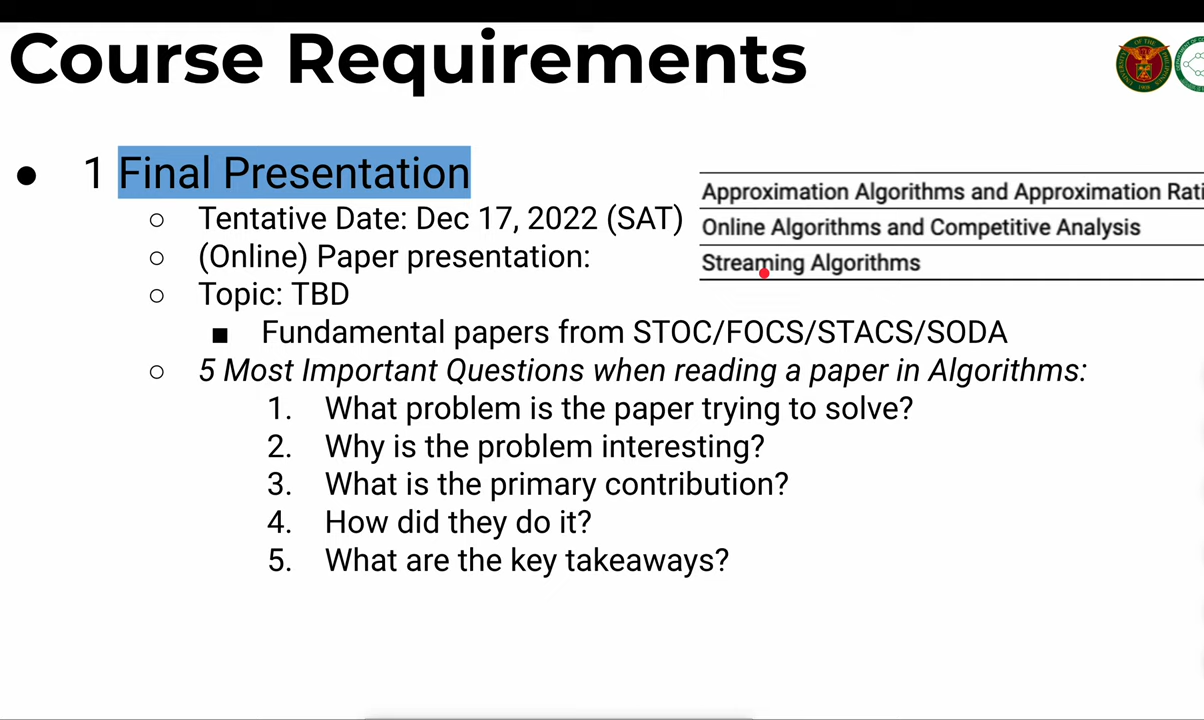 Course Requirements
● 1 Final Presentation
○ Tentative Date: Dec 17, 2022 (SAT)
○ (Online) Paper presentation:
○ Topic: TBD
■ Fundamental papers from STOC/FOCS/STACS/SODA
○ 5 Most Important Questions when reading a paper in Algorithms:
1. What problem is the paper trying to solve?
2. Why is the problem interesting?
3. What is the primary contribution?
4. How did they do it?
5. What are the key takeaways?
Approximation Algorithms and Approximation Rati
Online Algorithms and Competitive Analysis
Streaming Algorithms